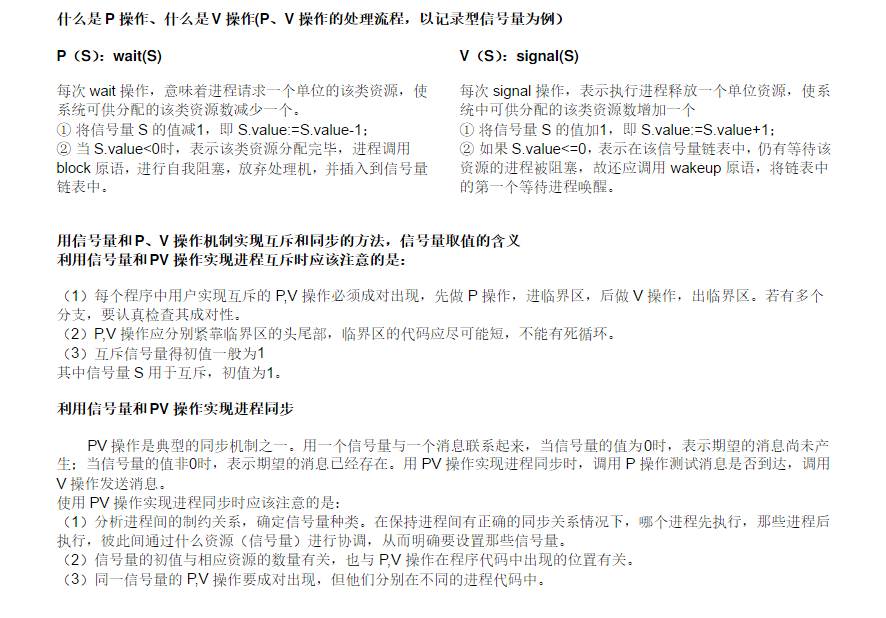 什么是 P 操作、什么是 V 操作(P、V 操作的处理流程，以记录型信号量为例）
P（S）：wait(S)
每次 wait 操作，意味着进程请求一个单位的该类资源，使
系统可供分配的该类资源数减少一个。
① 将信号量 S 的值减1，即 S.value:=S.value-1；
② 当 S.value<0时，表示该类资源分配完毕，进程调用
block 原语，进行自我阻塞，放弃处理机，并插入到信号量
链表中。
V（S）：signal(S)
每次 signal 操作，表示执行进程释放一个单位资源，使系
统中可供分配的该类资源数增加一个
① 将信号量 S 的值加1，即 S.value:=S.value+1；
② 如果 S.value<=0，表示在该信号量链表中，仍有等待该
资源的进程被阻塞，故还应调用 wakeup 原语，将链表中
的第一个等待进程唤醒。
用信号量和 P、V 操作机制实现互斥和同步的方法，信号量取值的含义
利用信号量和 PV 操作实现进程互斥时应该注意的是：
（1）每个程序中用户实现互斥的 P,V 操作必须成对出现，先做 P 操作，进临界区，后做 V 操作，出临界区。若有多个
分支，要认真检查其成对性。
（2）P,V 操作应分别紧靠临界区的头尾部，临界区的代码应尽可能短，不能有死循环。
（3）互斥信号量得初值一般为1
其中信号量 S 用于互斥，初值为1。
利用信号量和 PV 操作实现进程同步
PV 操作是典型的同步机制之一。用一个信号量与一个消息联系起来，当信号量的值为0时，表示期望的消息尚未产
生；当信号量的值非0时，表示期望的消息已经存在。用 PV 操作实现进程同步时，调用 P 操作测试消息是否到达，调用
V 操作发送消息。
使用 PV 操作实现进程同步时应该注意的是：
（1）分析进程间的制约关系，确定信号量种类。在保持进程间有正确的同步关系情况下，哪个进程先执行，那些进程后
执行，彼此间通过什么资源（信号量）进行协调，从而明确要设置那些信号量。
（2）信号量的初值与相应资源的数量有关，也与 P,V 操作在程序代码中出现的位置有关。
（3）同一信号量的 P,V 操作要成对出现，但他们分别在不同的进程代码中。